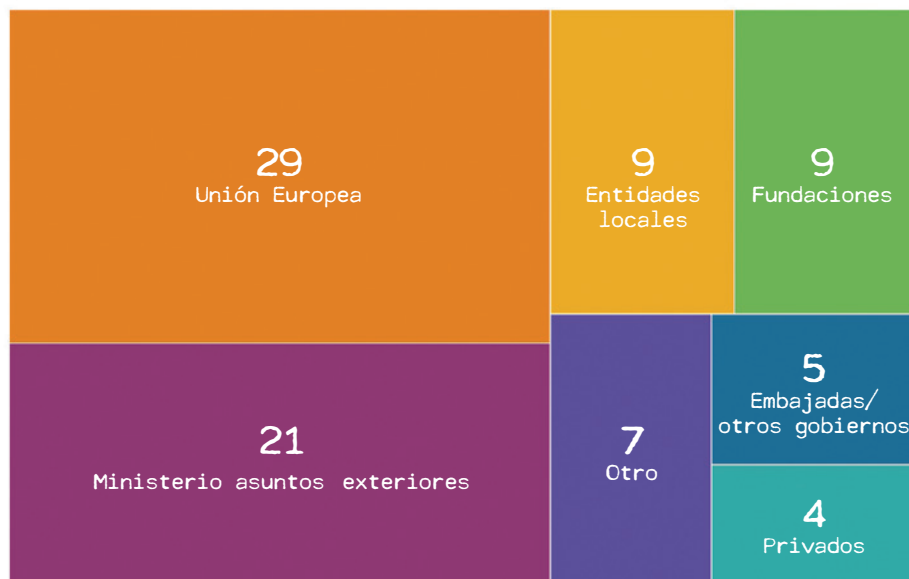 29
Unión Europea
9
Entidades
locales
9
Fundaciones
21
Ministerio asuntos exteriores
7
Otro
5
Embajadas/
otros gobiernos
4
Privados